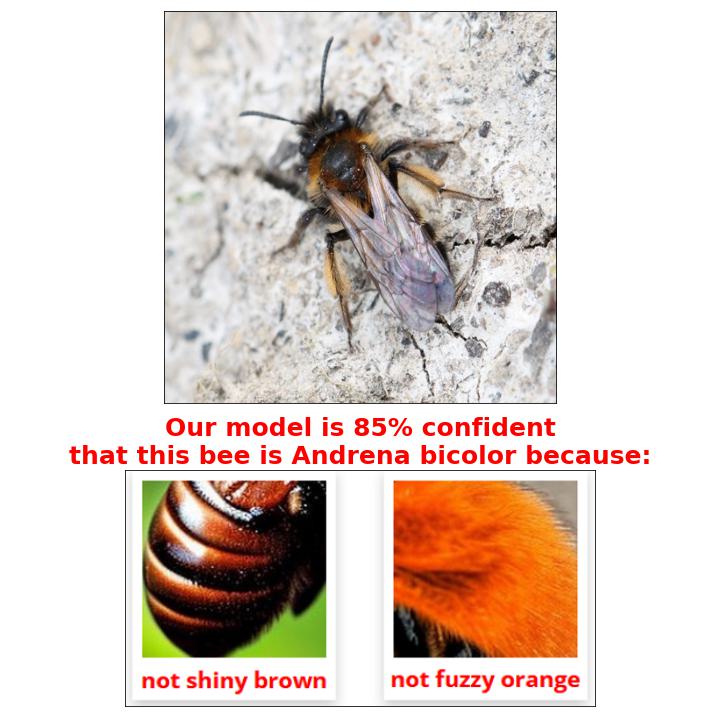 Our model is 85% confident
that this bee is Andrena bicolor because:
not shiny brown
not fuzzy orange